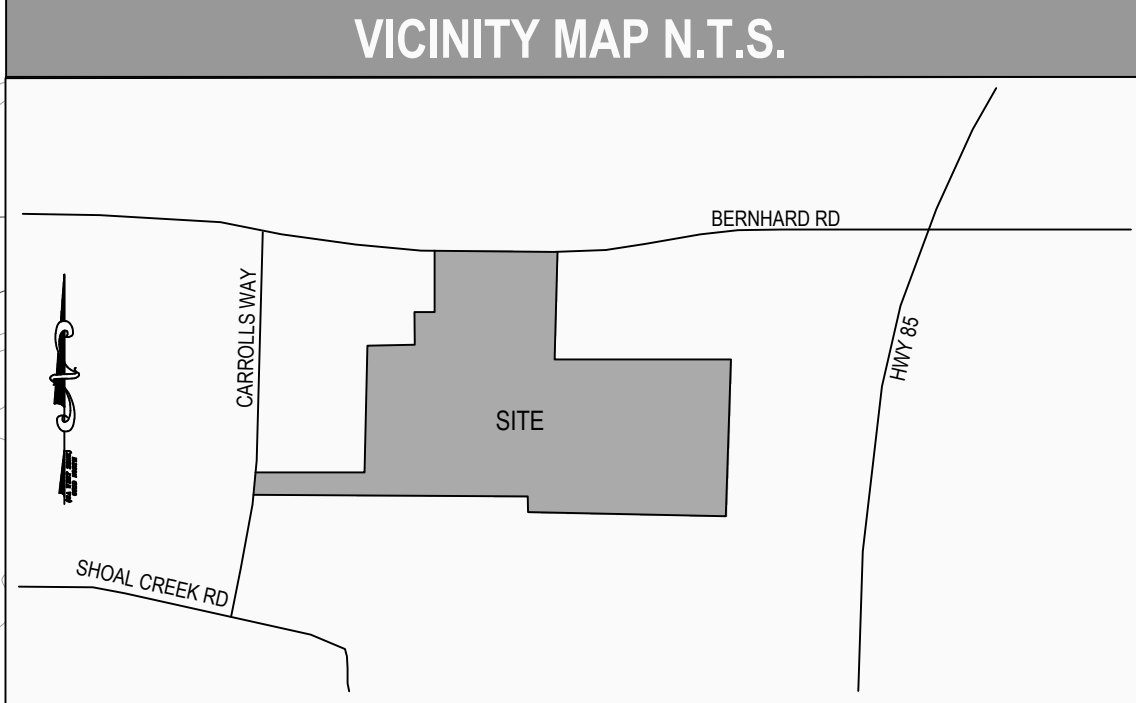 VICINITY MAP N.T.S.
BERNHARD RD
CARROLLS WAY
HWY 85
SITE
SHOAL CREEK RD